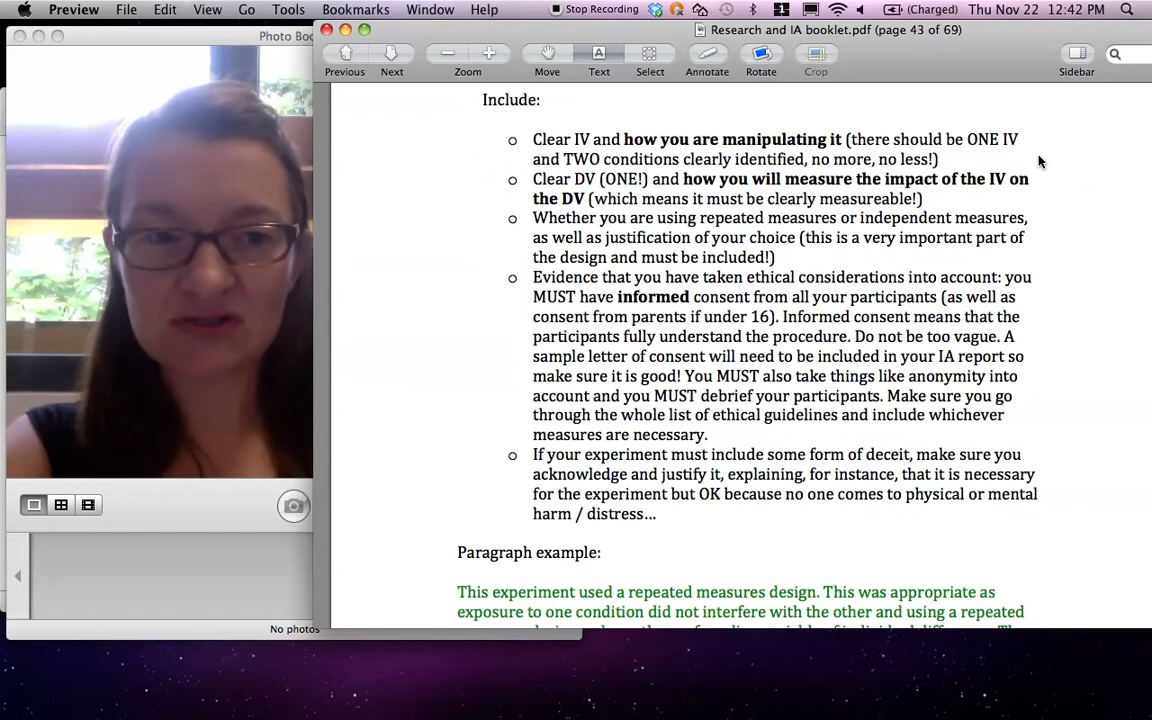 Preview File Edit View Go Tools Bookmarks Window Help Stop Recording 1 (Charged) Thu Nov 22 12:42 PM
Photo Boo
Research and IA booklet.pdf (page 43 of 69)
Previous Next Zoom Move Text Select Annotate Rotate Crop Sidebar
Include:
o Clear IV and how you are manipulating it (there should be ONE IV
and TWO conditions clearly identified, no more, no less!)
o Clear DV (ONE!) and how you will measure the impact of the IV on
the DV (which means it must be clearly measureable!)
o Whether you are using repeated measures or independent measures,
as well as justification of your choice (this is a very important part of
the design and must be included!)
o Evidence that you have taken ethical considerations into account: you
MUST have informed consent from all your participants (as well as
consent from parents if under 16). Informed consent means that the
participants fully understand the procedure. Do not be too vague. A
sample letter of consent will need to be included in your IA report so
make sure it is good! You MUST also take things like anonymity into
account and you MUST debrief your participants. Make sure you go
through the whole list of ethical guidelines and include whichever
measures are necessary.
o If your experiment must include some form of deceit, make sure you
acknowledge and justify it, explaining, for instance, that it is necessary
for the experiment but OK because no one comes to physical or mental
harm / distress...
Paragraph example:
This experiment used a repeated measures design. This was appropriate as
exposure to one condition did not interfere with the other and using a repeated
No photos